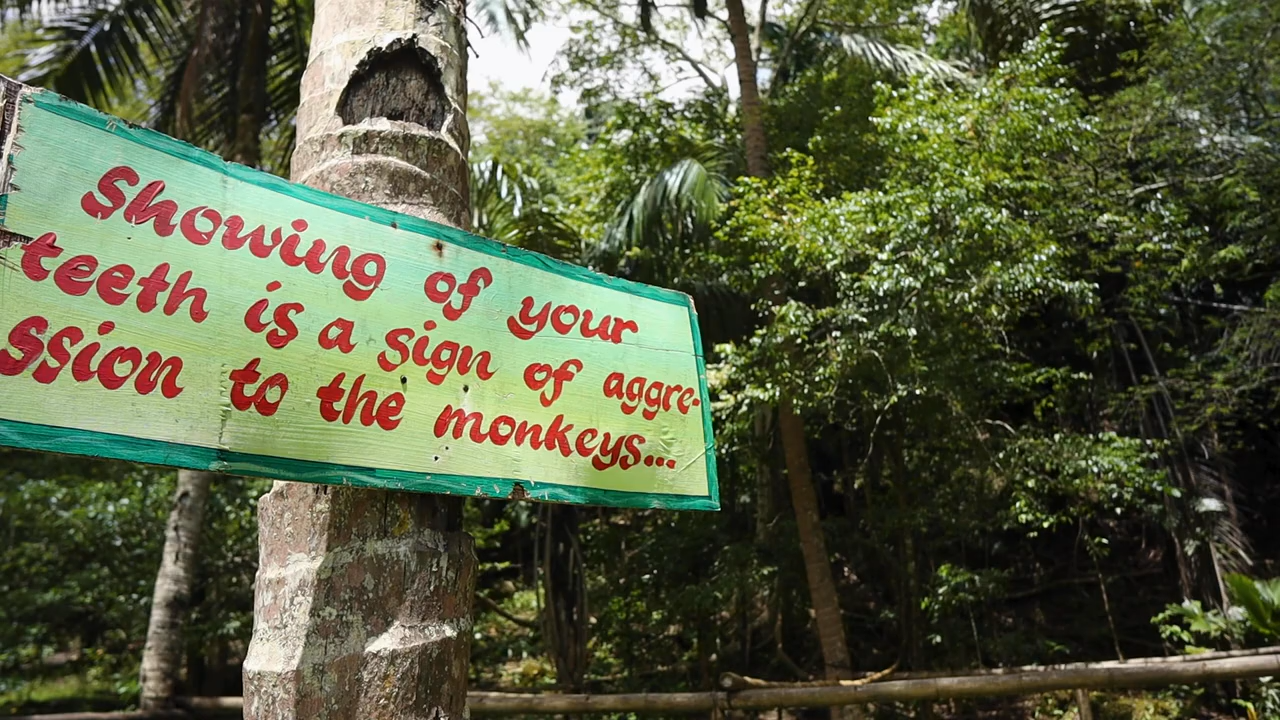 Showing of your
teeth is a sign of aggre-
ssion to the monkeys...